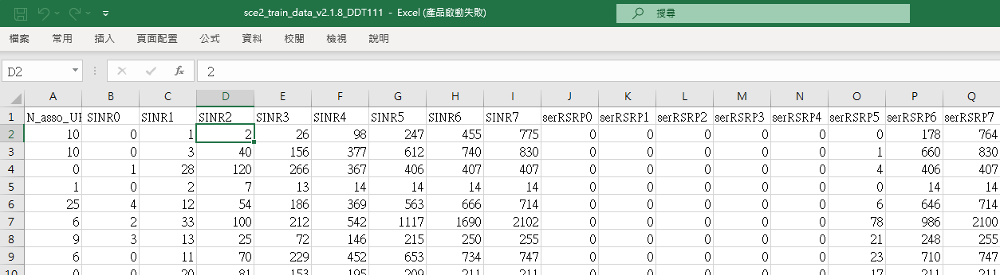 sce2_train_data_v2.1.8_DDT111 - Excel (產品啟動失敗) 搜尋
檔案 常用 插入 頁面配置 公式 資料 校閱 檢視 說明
D2 fx 2
A B C D E F G H I J K L M N O P Q
1 N_asso_UI SINR0 SINR1 SINR2 SINR3 SINR4 SINR5 SINR6 SINR7 serRSRP0 serRSRP1 serRSRP2 serRSRP3 serRSRP4 serRSRP5 serRSRP6 serRSRP7
2 10 0 1 2 26 98 247 455 775 0 0 0 0 0 0 178 764
3 10 0 3 40 156 377 612 740 830 0 0 0 0 0 1 660 830
4 0 1 28 120 266 367 406 407 407 0 0 0 0 0 4 406 407
5 1 0 2 7 13 14 14 14 14 0 0 0 0 0 0 14 14
6 25 4 12 54 186 369 563 666 714 0 0 0 0 0 6 646 714
7 6 2 33 100 212 542 1117 1690 2102 0 0 0 0 0 78 986 2100
8 9 3 13 25 72 146 215 250 255 0 0 0 0 0 21 248 255
9 6 0 11 70 229 452 653 734 747 0 0 0 0 0 23 710 747
10 0 0 20 81 153 195 209 211 211 0 0 0 0 0 17 211 211